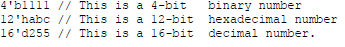 4'b1111 // This is a 4-bit   binary number
12'habc // This is a 12-bit  hexadecimal number
16'd255 // This is a 16-bit  decimal number.